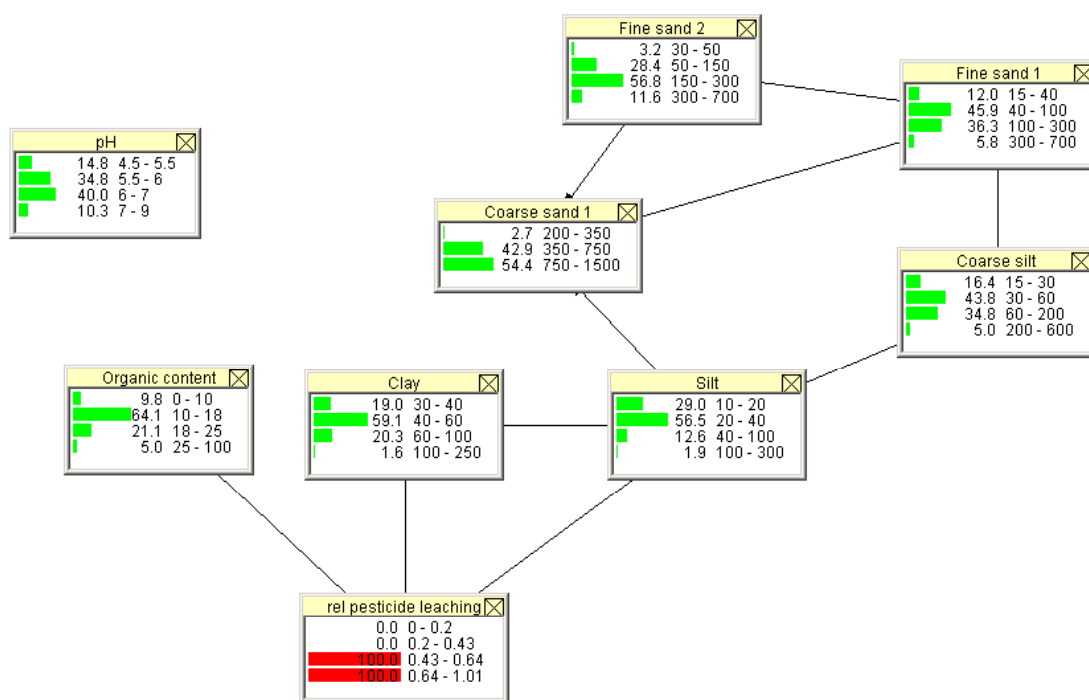 Fine sand 2
3.2 30 - 50
28.4 50 - 150
56.8 150 - 300
11.6 300 - 700
Fine sand 1
12.0 15 - 40
45.9 40 - 100
36.3 100 - 300
5.8 300 - 700
pH
14.8 4.5 - 5.5
34.8 5.5 - 6
40.0 6 - 7
10.3 7 - 9
Coarse sand 1
2.7 200 - 350
42.9 350 - 750
54.4 750 - 1500
Coarse silt
16.4 15 - 30
43.8 30 - 60
34.8 60 - 200
5.0 200 - 600
Organic content
9.8 0 - 10
64.1 10 - 18
21.1 18 - 25
5.0 25 - 100
Clay
19.0 30 - 40
59.1 40 - 60
20.3 60 - 100
1.6 100 - 250
Silt
29.0 10 - 20
56.5 20 - 40
12.6 40 - 100
1.9 100 - 300
rel pesticide leaching
0.0 0 - 0.2
0.0 0.2 - 0.43
100.0 0.43 - 0.64
100.0 0.64 - 1.01